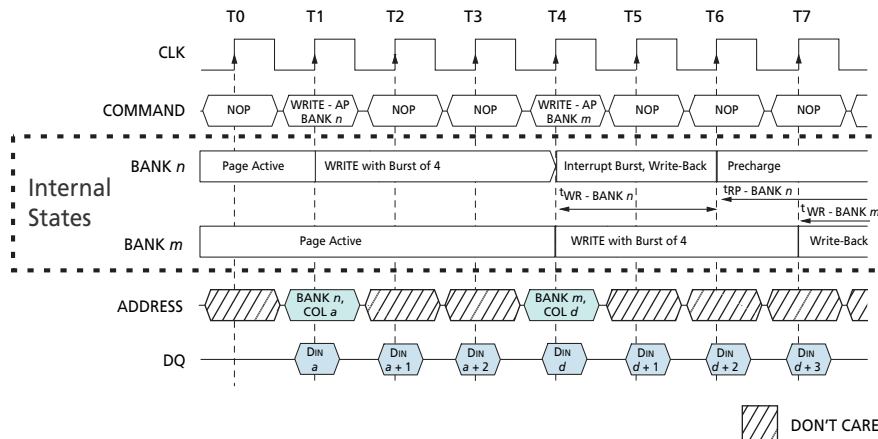 T0 T1 T2 T3 T4 T5 T6 T7
CLK
COMMAND NOP WRITE - AP BANK n NOP NOP WRITE - AP BANK m NOP NOP NOP
Internal States
BANK n Page Active WRITE with Burst of 4 Interrupt Burst, Write-Back Precharge
tWR - BANK n tRP - BANK n
tWR - BANK m
BANK m Page Active WRITE with Burst of 4 Write-Back
ADDRESS BANK n, COL a BANK m, COL d
DQ DIN a DIN a + 1 DIN a + 2 DIN d DIN d + 1 DIN d + 2 DIN d + 3
DON'T CARE